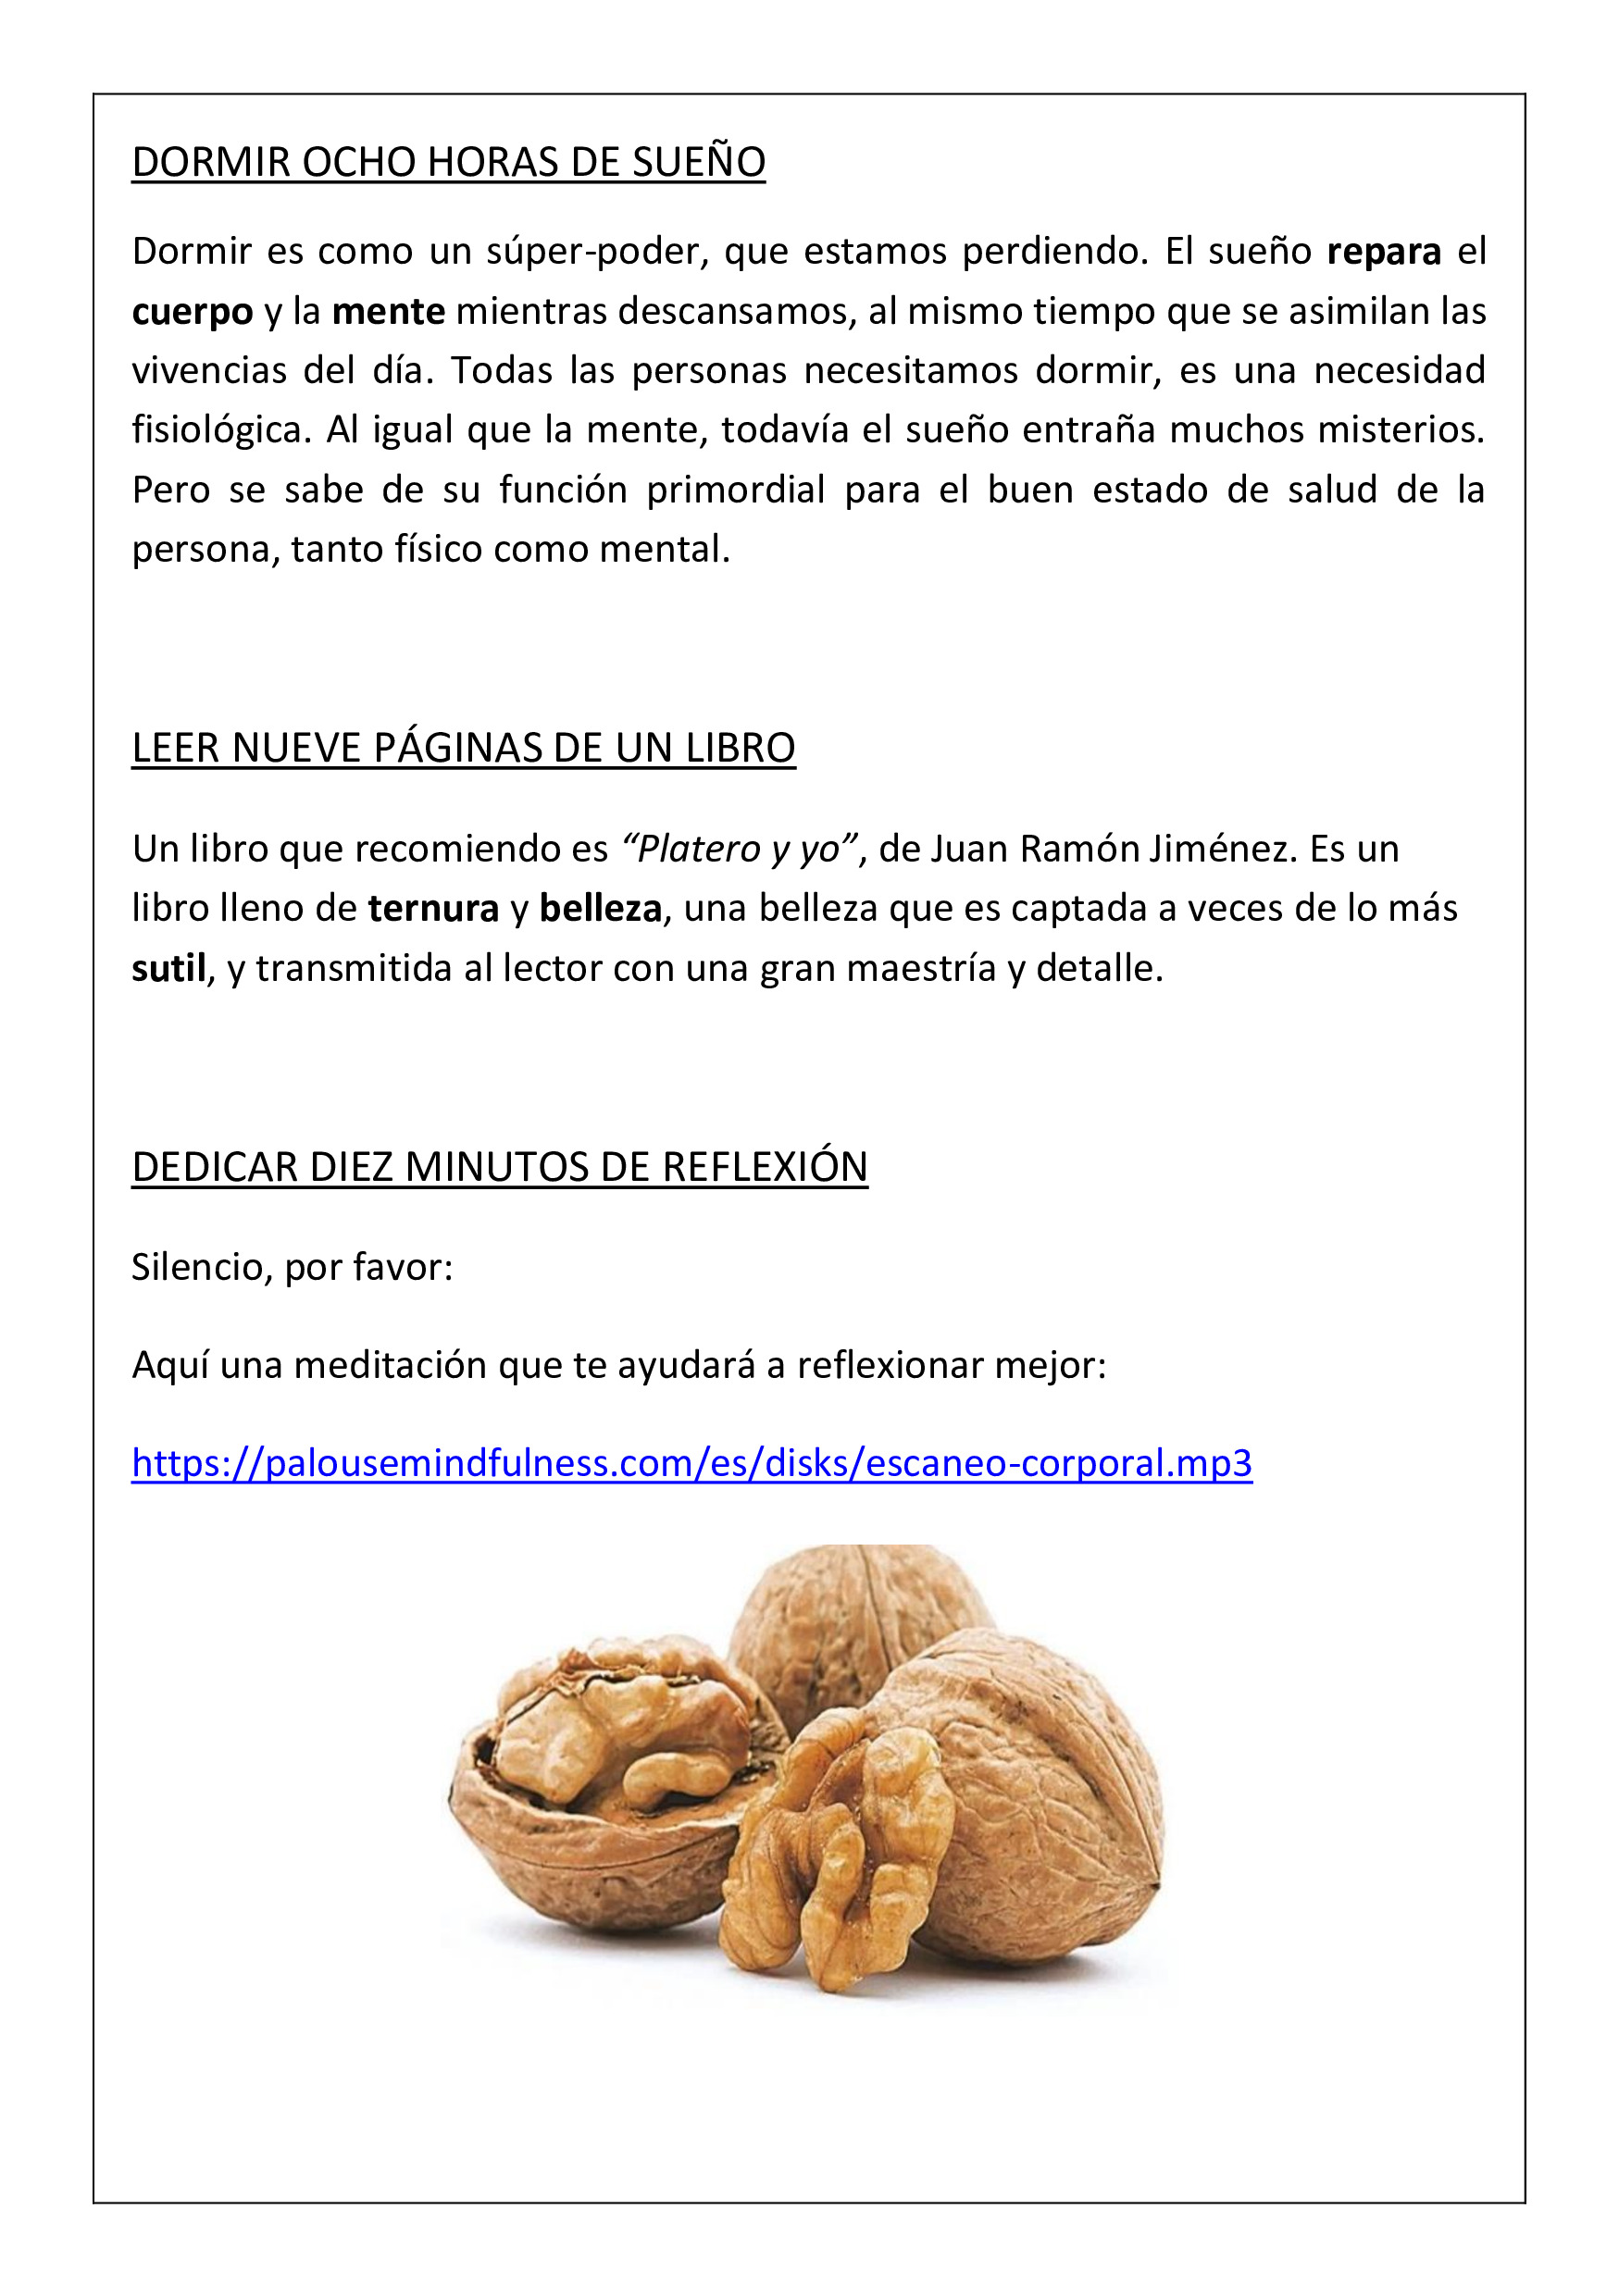 DORMIR OCHO HORAS DE SUEÑO
Dormir es como un súper-poder, que estamos perdiendo. El sueño repara el
cuerpo y la mente mientras descansamos, al mismo tiempo que se asimilan las
vivencias del día. Todas las personas necesitamos dormir, es una necesidad
fisiológica. Al igual que la mente, todavía el sueño entraña muchos misterios.
Pero se sabe de su función primordial para el buen estado de salud de la
persona, tanto físico como mental.
LEER NUEVE PÁGINAS DE UN LIBRO
Un libro que recomiendo es “Platero y yo”, de Juan Ramón Jiménez. Es un
libro lleno de ternura y belleza, una belleza que es captada a veces de lo más
sutil, y transmitida al lector con una gran maestría y detalle.
DEDICAR DIEZ MINUTOS DE REFLEXIÓN
Silencio, por favor:
Aquí una meditación que te ayudará a reflexionar mejor:
https://palousemindfulness.com/es/disks/escaneo-corporal.mp3